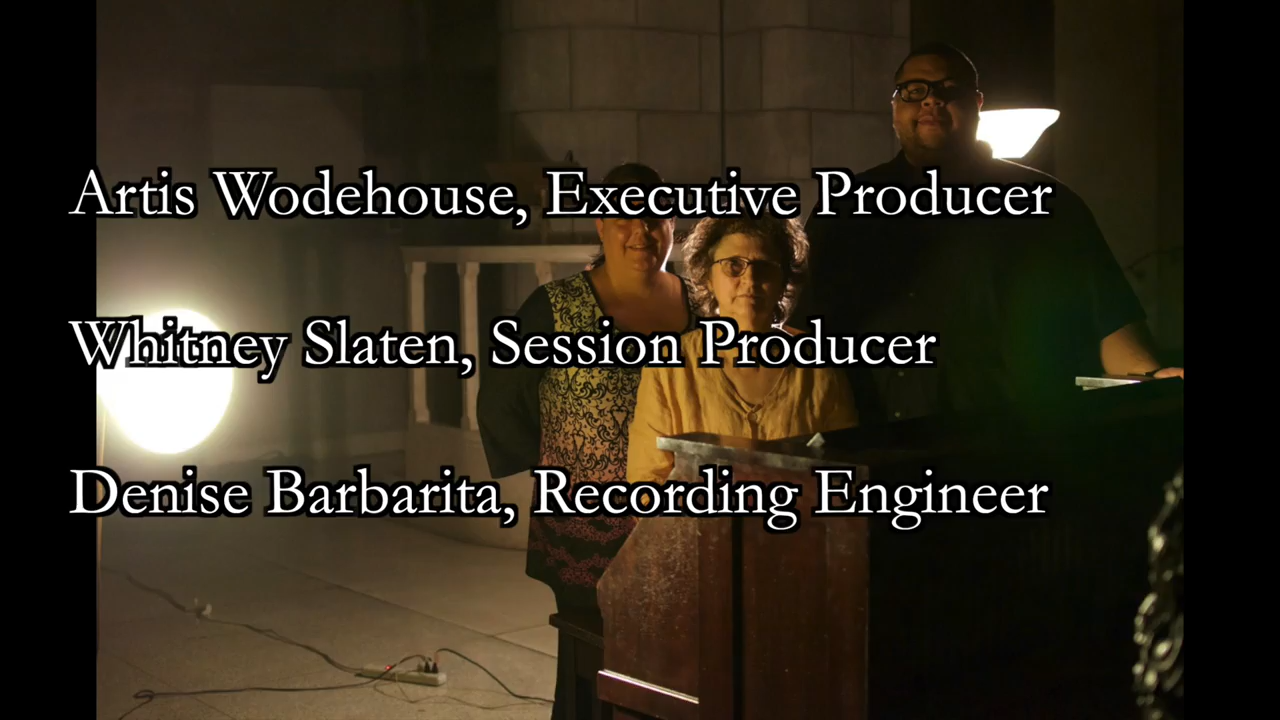 Artis Wodehouse, Executive Producer
Whitney Slaten, Session Producer
Denise Barbarita, Recording Engineer